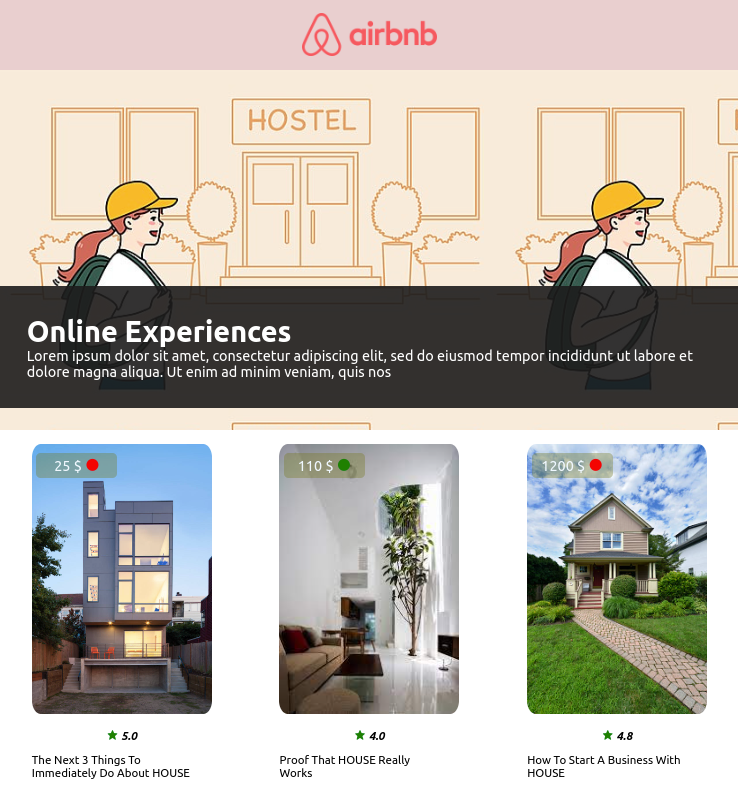 airbnb
HOSTEL
Online Experiences
Lorem ipsum dolor sit amet, consectetur adipiscing elit, sed do eiusmod tempor incididunt ut labore et
dolore magna aliqua. Ut enim ad minim veniam, quis nos
25 $
110 $
1200 $
5.0
4.0
4.8
The Next 3 Things To
Immediately Do About HOUSE
Proof That HOUSE Really
Works
How To Start A Business With
HOUSE